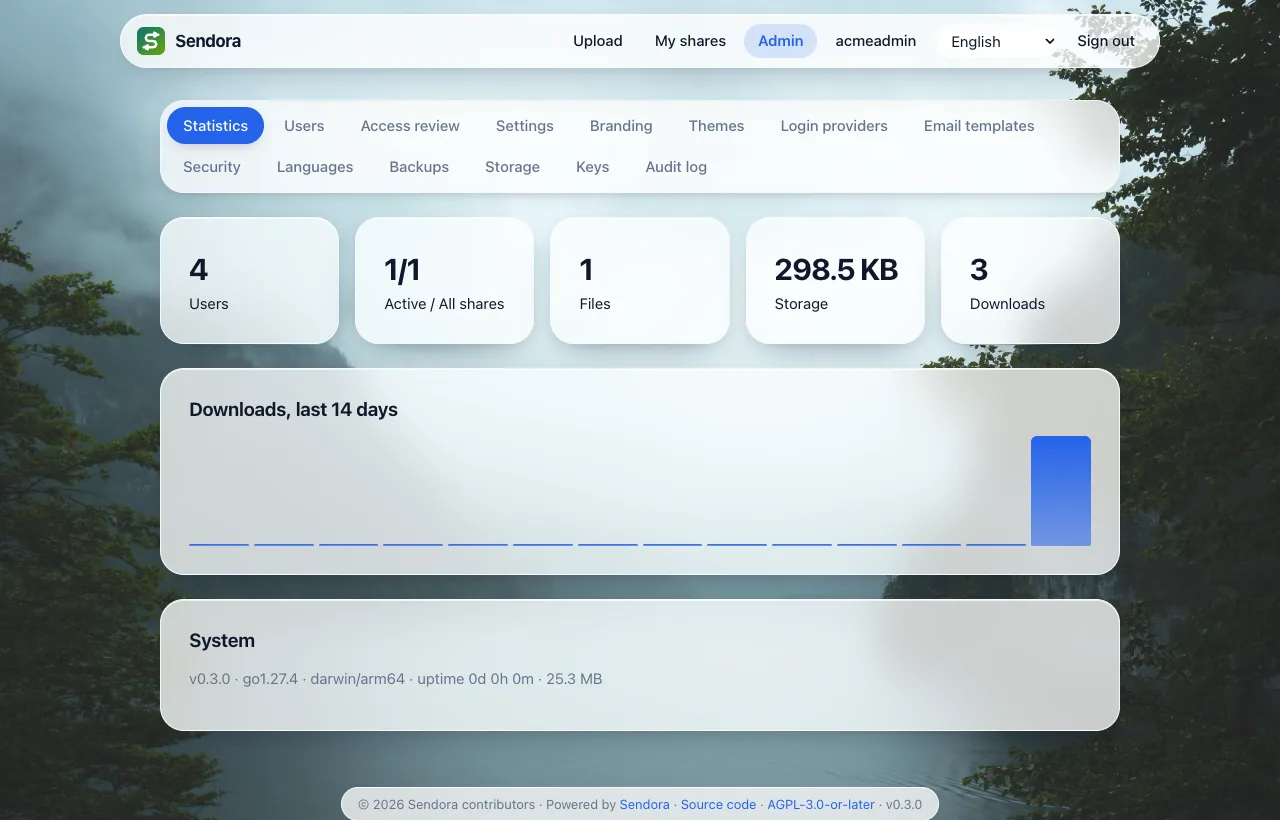 Sendora
Upload My shares Admin acmeadmin English Sign out
Statistics Users Access review Settings Branding Themes Login providers Email templates
Security Languages Backups Storage Keys Audit log
4
Users
1/1
Active / All shares
1
Files
298.5 KB
Storage
3
Downloads
Downloads, last 14 days
System
v0.3.0 · go1.27.4 · darwin/arm64 · uptime 0d 0h 0m · 25.3 MB
© 2026 Sendora contributors · Powered by Sendora · Source code · AGPL-3.0-or-later · v0.3.0